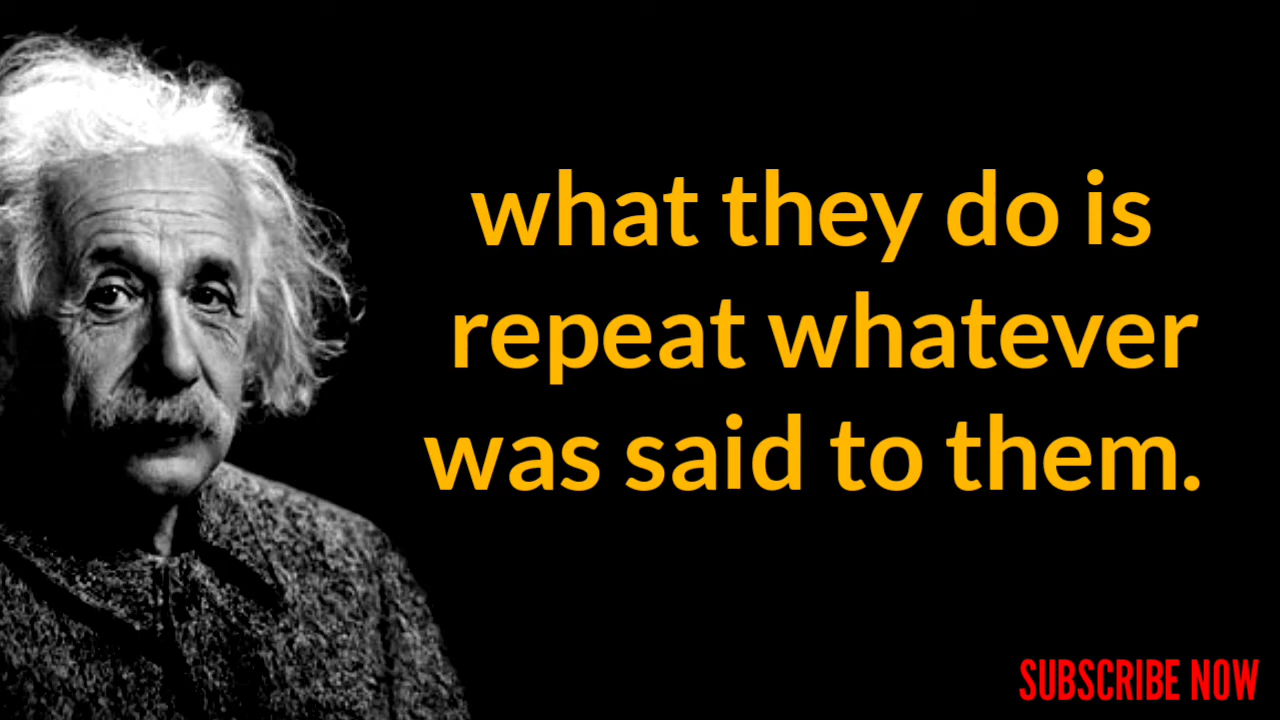 what they do is
repeat whatever
was said to them.
SUBSCRIBE NOW